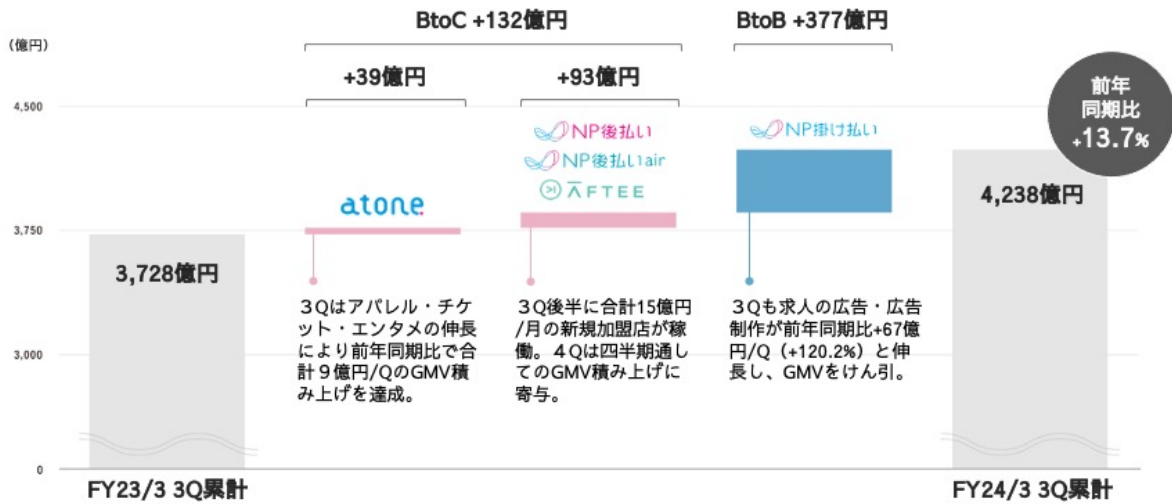 BtoC +132億円
BtoB +377億円
(億円)
+39億円
+93億円
前年
同期比
+13.7%
4,500
NP後払い
NP後払いair
AFTEE
NP掛け払い
atone
4,238億円
3,750
3,728億円
3Qはアパレル・チケ
ット・エンタメの伸長
により前年同期比で合
計9億円/QのGMV積
み上げを達成。
3Q後半に合計15億円
/月の新規加盟店が稼
働。4Qは四半期通し
てのGMV積み上げに
寄与。
3Qも求人の広告・広告
制作が前年同期比+67億
円/Q（+120.2%）と伸
長し、GMVをけん引。
3,000
0
FY23/3 3Q累計
FY24/3 3Q累計